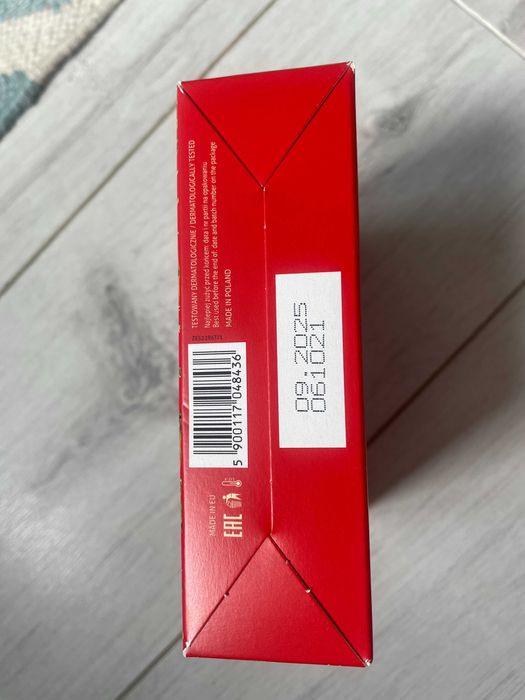 TESTOWANY DERMATOLOGICZNIE / DERMATOLOGICALLY TESTED
Najlepiej zużyć przed końcem: data i nr partii na opakowaniu
Best used before the end of: date and batch number on the package
MADE IN POLAND
5 900117 048436
MADE IN EU
EAC
09. 2025
061021